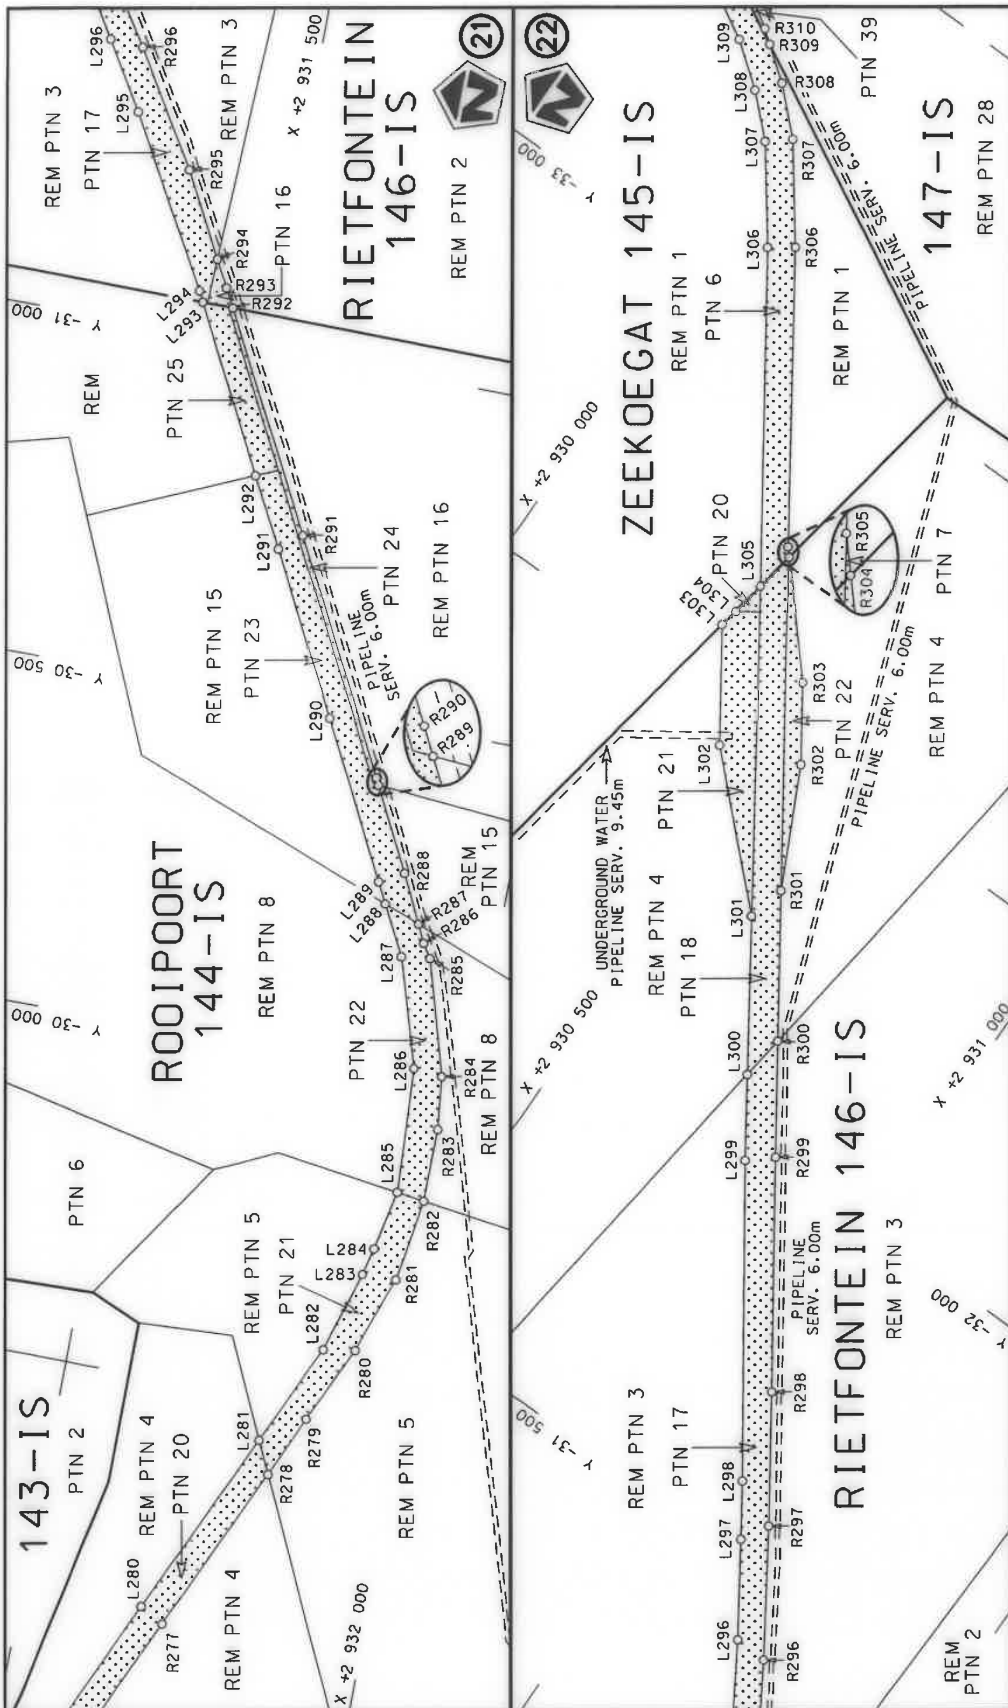 143-IS
PTN 2
PTN 6
REM PTN 4
PTN 20
L280
R277
REM PTN 4
X +2 932 000
L281
R278
R279
L282
R280
REM PTN 5
REM PTN 5
PTN 21
L283
L284
R281
L285
R282
R283
R284
REM PTN 8
L286
PTN 22
L287
R285
R286
R287
ROOIPOORT
144-IS
REM PTN 8
Y -30 000
L288
L289
R288
REM
PTN 15
R289
R290
L290
PIPELINE
SERV. 6.00m
REM PTN 15
PTN 23
Y -30 500
L291
L292
R291
PTN 24
REM PTN 16
REM
PTN 25
Y -31 000
L293
L294
R292
R293
R294
PTN 16
RIETFONTEIN
146-IS
REM PTN 2
REM PTN 3
PTN 17
L295
R295
REM PTN 3
L296
R296
X +2 931 500
21
N
22
N
L296
R296
REM
PTN 2
L297
R297
L298
R298
REM PTN 3
PTN 17
Y -31 500
RIETFONTEIN 146-IS
PIPELINE
SERV. 6.00m
REM PTN 3
Y -32 000
L299
R299
L300
R300
X +2 930 500
X +2 931 000
REM PTN 4
PTN 18
L301
R301
UNDERGROUND WATER
PIPELINE SERV. 9.45m
PTN 21
L302
R302
R303
PTN 22
PIPELINE SERV. 6.00m
REM PTN 4
PTN 7
L303
L304
PTN 20
L305
R304
R305
X +2 930 000
ZEEKOEGAT 145-IS
REM PTN 1
PTN 6
REM PTN 1
L306
R306
L307
R307
L308
R308
L309
R309
R310
PTN 39
Y -33 000
PIPELINE SERV. 6.00m
147-IS
REM PTN 28